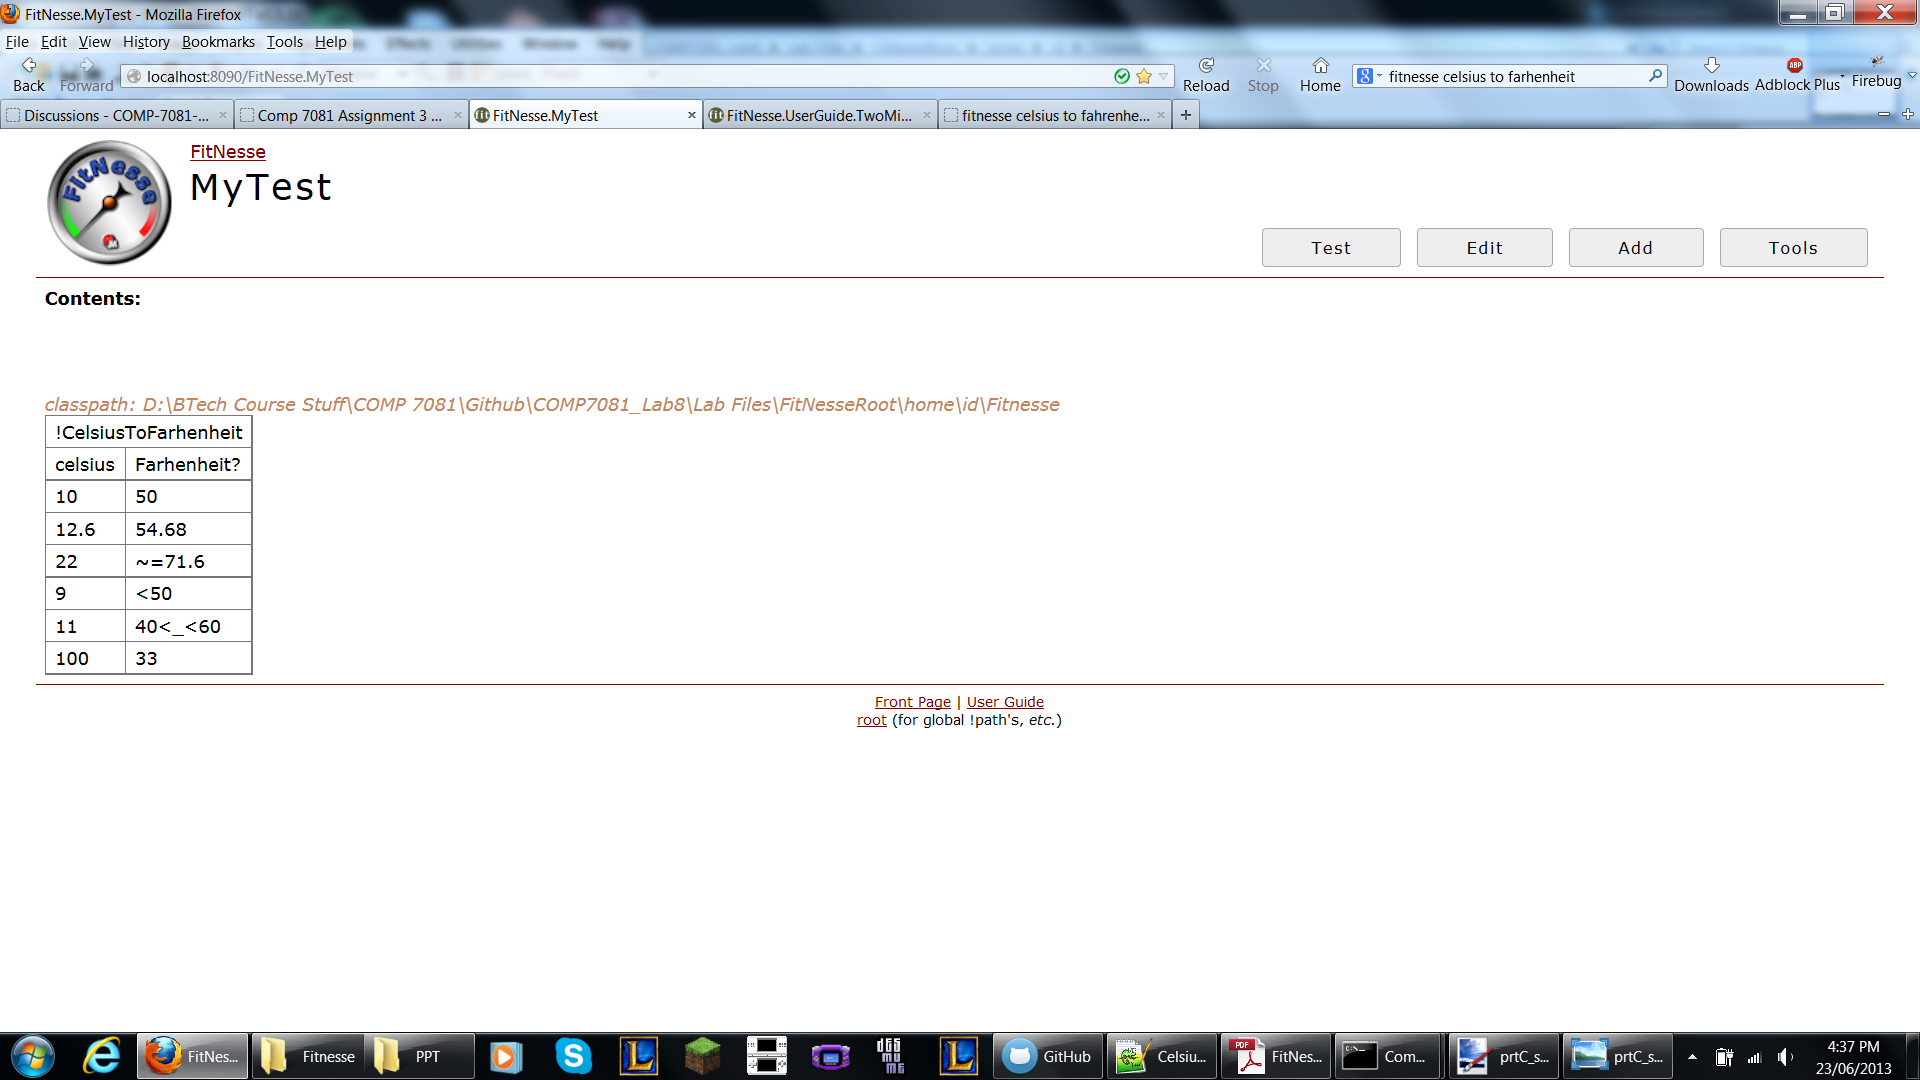 FitNesse.MyTest - Mozilla Firefox
File Edit View History Bookmarks Tools Help
Back Forward localhost:8090/FitNesse.MyTest Reload Stop Home fitnesse celsius to farhenheit Downloads Adblock Plus Firebug
Discussions - COMP-7081-... Comp 7081 Assignment 3 ... FitNesse.MyTest FitNesse.UserGuide.TwoMi... fitnesse celsius to fahrenhe...
FitNesse
FitNesse
MyTest
Test Edit Add Tools
Contents:
classpath: D:\BTech Course Stuff\COMP 7081\Github\COMP7081_Lab8\Lab Files\FitNesseRoot\home\id\Fitnesse
!CelsiusToFarhenheit
celsius Farhenheit?
10 50
12.6 54.68
22 ~=71.6
9 <50
11 40<_<60
100 33
Front Page | User Guide
root (for global !path's, etc.)
FitNes... Fitnesse PPT GitHub Celsiu... FitNes... Com... prtC_s... prtC_s... 4:37 PM
23/06/2013